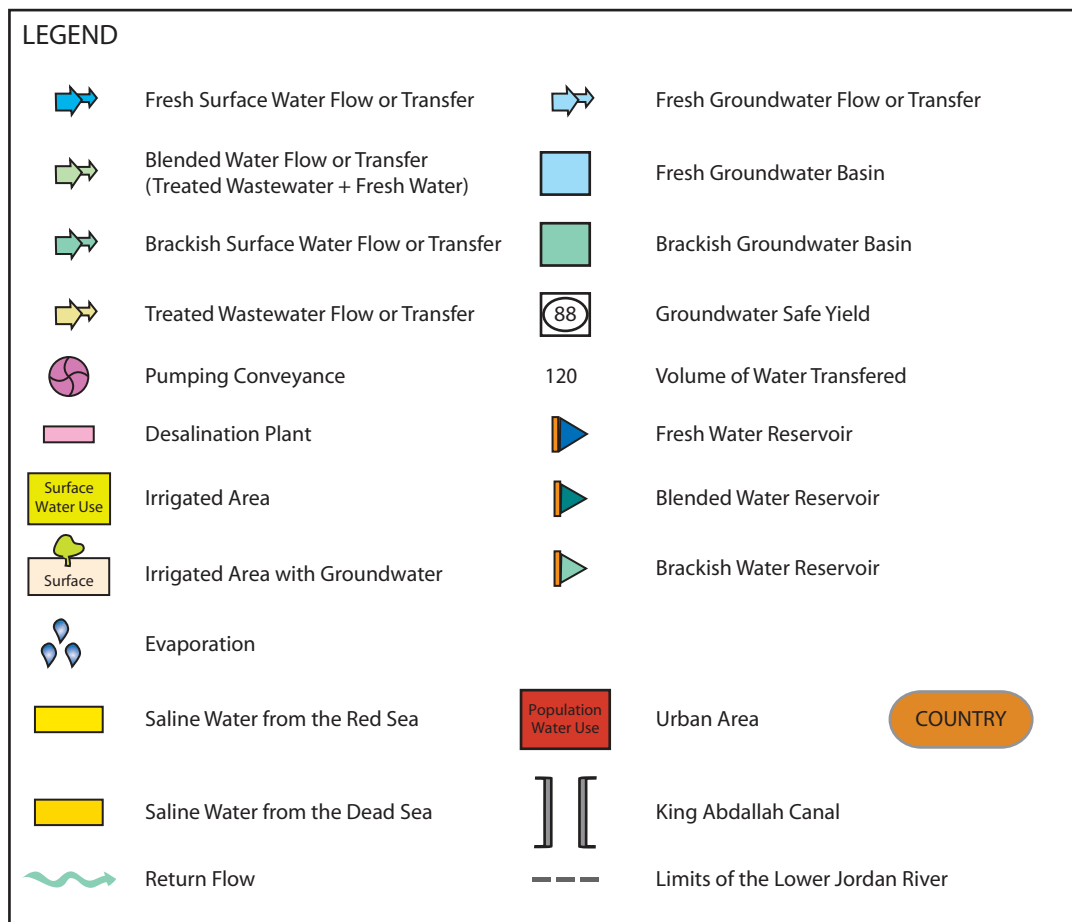 LEGEND
Fresh Surface Water Flow or Transfer
Fresh Groundwater Flow or Transfer
Blended Water Flow or Transfer
(Treated Wastewater + Fresh Water)
Fresh Groundwater Basin
Brackish Surface Water Flow or Transfer
Brackish Groundwater Basin
Treated Wastewater Flow or Transfer
88
Groundwater Safe Yield
Pumping Conveyance
120
Volume of Water Transfered
Desalination Plant
Fresh Water Reservoir
Surface
Water Use
Irrigated Area
Blended Water Reservoir
Surface
Irrigated Area with Groundwater
Brackish Water Reservoir
Evaporation
Saline Water from the Red Sea
Population
Water Use
Urban Area
COUNTRY
Saline Water from the Dead Sea
King Abdallah Canal
Return Flow
Limits of the Lower Jordan River